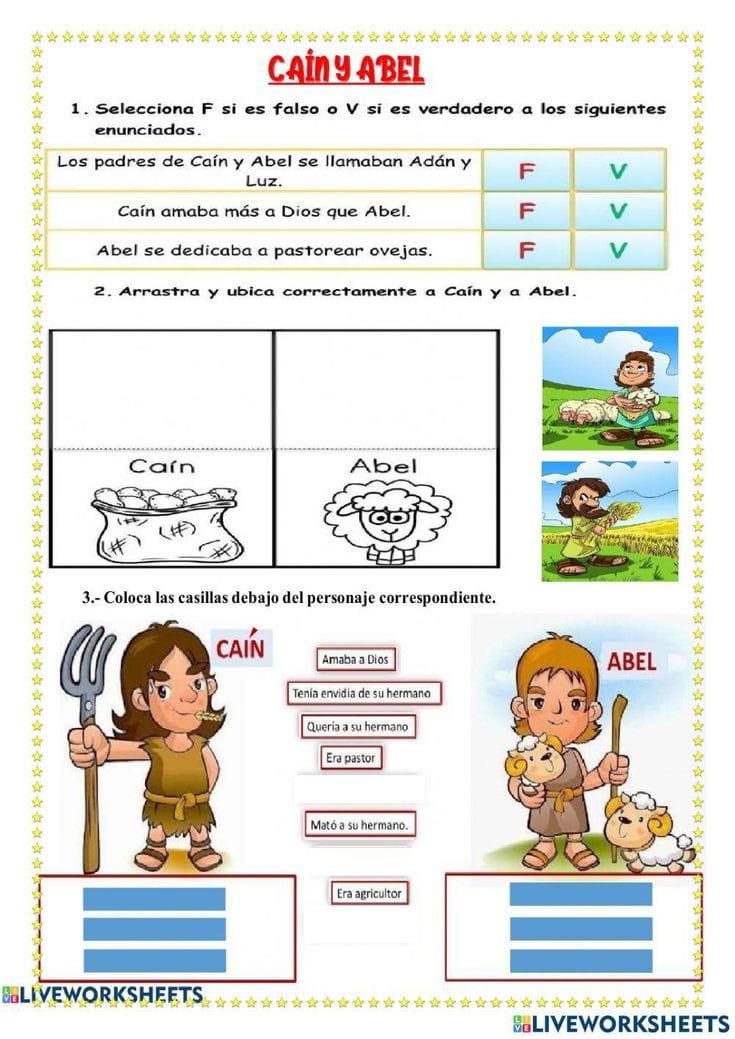 CAÍN Y ABEL
1. Selecciona F si es falso o V si es verdadero a los siguientes
enunciados.
Los padres de Caín y Abel se llamaban Adán y
Luz.
F
V
Caín amaba más a Dios que Abel.
F
V
Abel se dedicaba a pastorear ovejas.
F
V
2. Arrastra y ubica correctamente a Caín y a Abel.
Caín
Abel
3.- Coloca las casillas debajo del personaje correspondiente.
CAÍN
ABEL
Amaba a Dios
Tenía envidia de su hermano
Quería a su hermano
Era pastor
Mató a su hermano.
Era agricultor
LIVEWORKSHEETS
LIVEWORKSHEETS